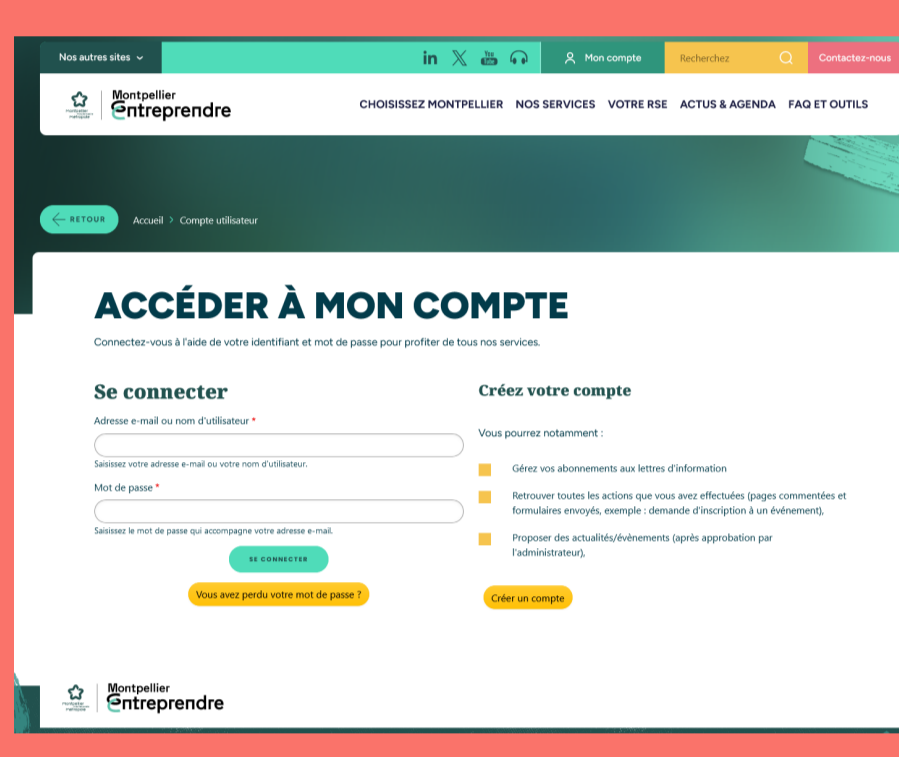 Nos autres sites
in
You
Tube
Mon compte
Recherchez
Contactez-nous
Montpellier
Entreprendre
CHOISISSEZ MONTPELLIER NOS SERVICES VOTRE RSE ACTUS & AGENDA FAQ ET OUTILS
RETOUR
Accueil > Compte utilisateur
ACCÉDER À MON COMPTE
Connectez-vous à l'aide de votre identifiant et mot de passe pour profiter de tous nos services.
Se connecter
Adresse e-mail ou nom d'utilisateur *
Saisissez votre adresse e-mail ou votre nom d'utilisateur.
Mot de passe *
Saisissez le mot de passe qui accompagne votre adresse e-mail.
SE CONNECTER
Vous avez perdu votre mot de passe ?
Créez votre compte
Vous pourrez notamment :
Gérez vos abonnements aux lettres d'information
Retrouver toutes les actions que vous avez effectuées (pages commentées et
formulaires envoyés, exemple : demande d'inscription à un événement),
Proposer des actualités/évènements (après approbation par
l'administrateur),
Créer un compte
Montpellier
Entreprendre